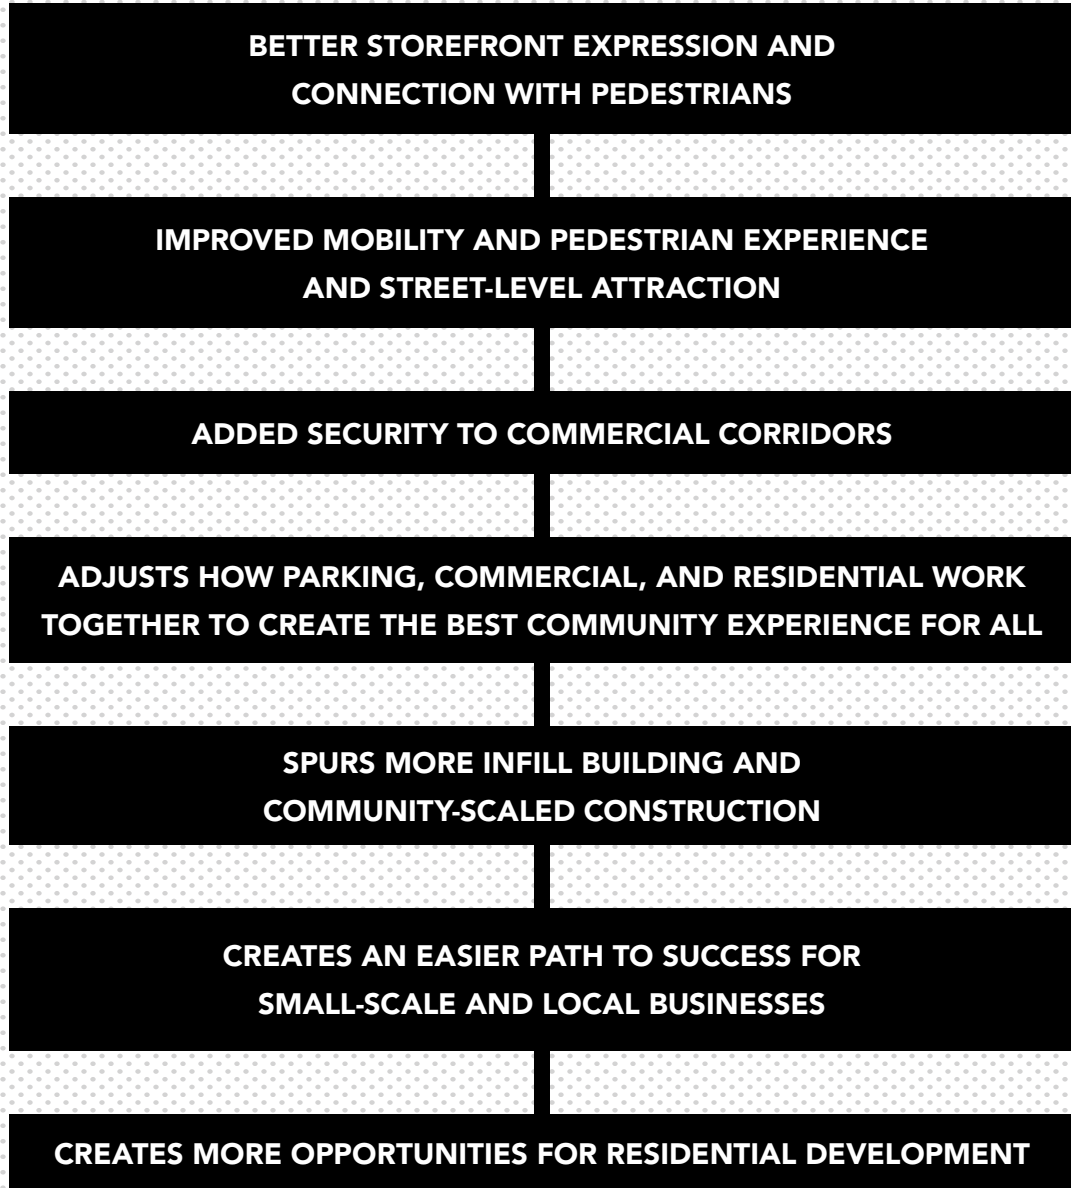 BETTER STOREFRONT EXPRESSION AND
CONNECTION WITH PEDESTRIANS
IMPROVED MOBILITY AND PEDESTRIAN EXPERIENCE
AND STREET-LEVEL ATTRACTION
ADDED SECURITY TO COMMERCIAL CORRIDORS
ADJUSTS HOW PARKING, COMMERCIAL, AND RESIDENTIAL WORK
TOGETHER TO CREATE THE BEST COMMUNITY EXPERIENCE FOR ALL
SPURS MORE INFILL BUILDING AND
COMMUNITY-SCALED CONSTRUCTION
CREATES AN EASIER PATH TO SUCCESS FOR
SMALL-SCALE AND LOCAL BUSINESSES
CREATES MORE OPPORTUNITIES FOR RESIDENTIAL DEVELOPMENT